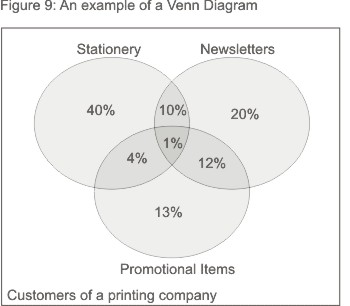 Figure 9: An example of a Venn Diagram
Stationery Newsletters
40% 10% 20%
1%
4% 12%
13%
Promotional Items
Customers of a printing company